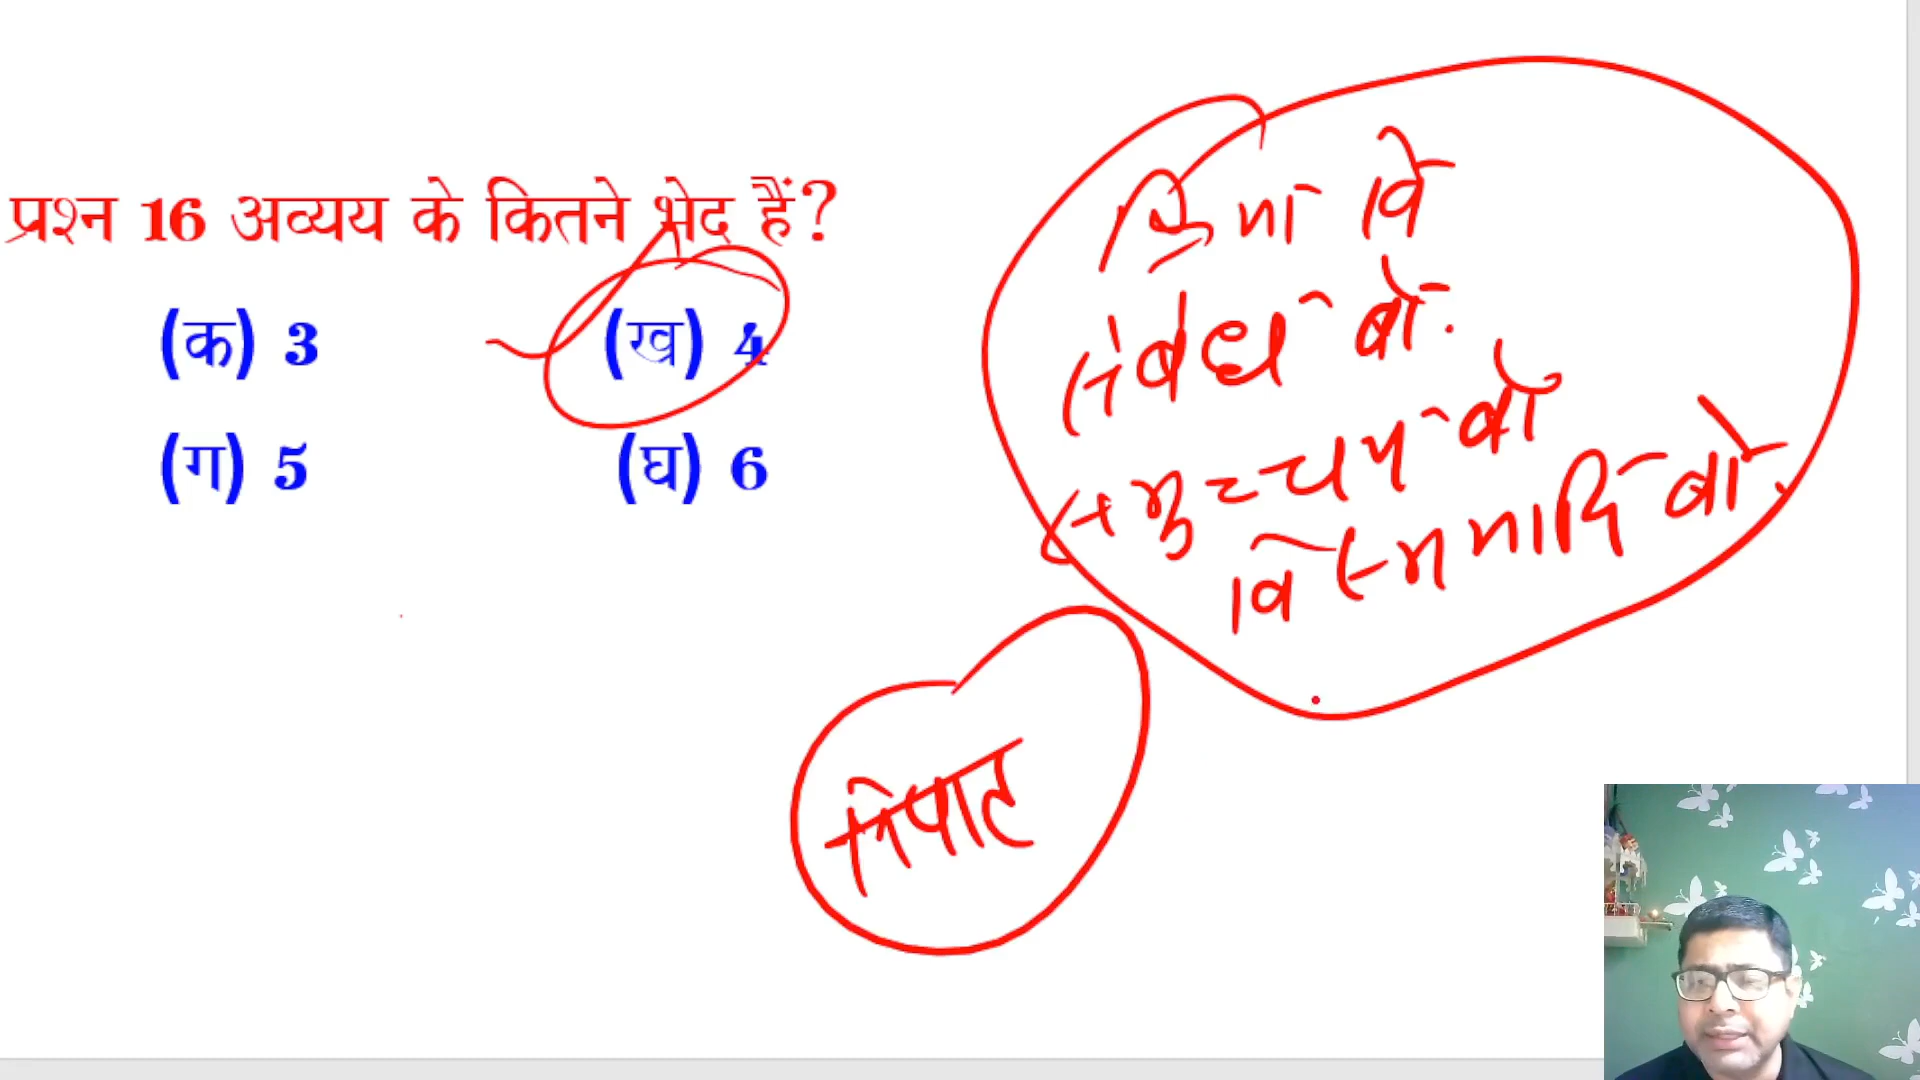 प्रश्न 16 अव्यय के कितने भेद हैं?
(क) 3 (ख) 4
(ग) 5 (घ) 6
क्रिया वि
संबंध बो.
समुच्चय बो
विस्मयादि बो.
निपात